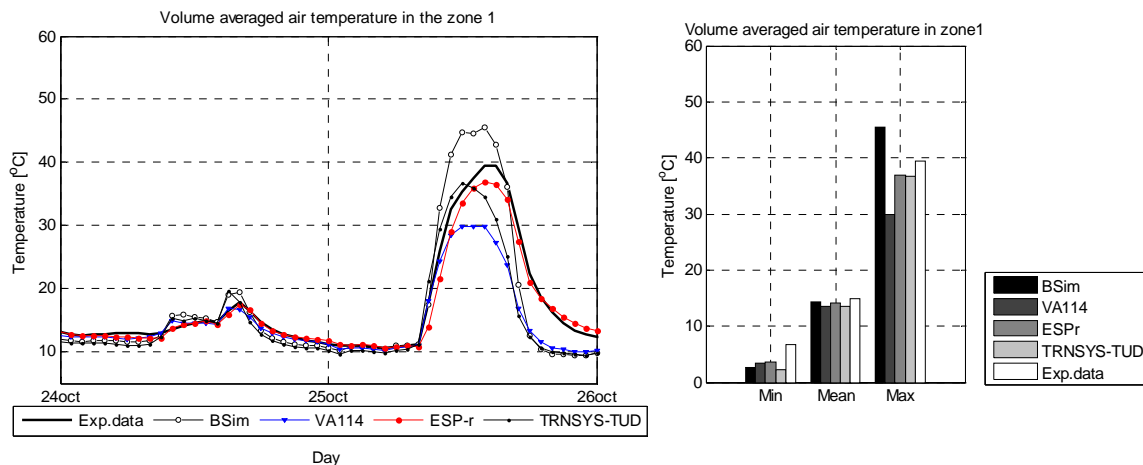 Volume averaged air temperature in the zone 1
60
50
40
30
20
10
Temperature [°C]
24oct
25oct
26oct
Exp.data
BSim
VA114
ESP-r
TRNSYS-TUD
Day
Volume averaged air temperature in zone1
60
50
40
30
20
10
0
Temperature [°C]
Min
Mean
Max
BSim
VA114
ESPr
TRNSYS-TUD
Exp.data